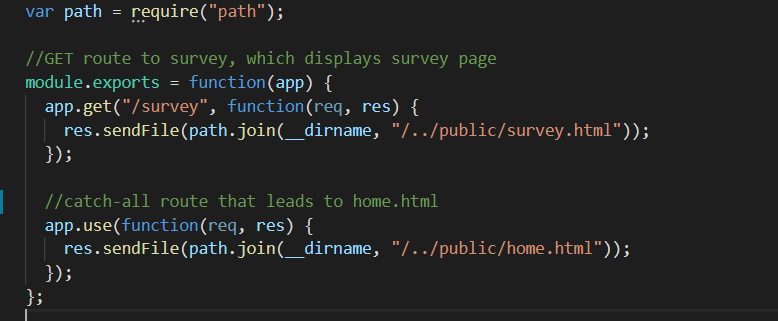 var path = require("path");
//GET route to survey, which displays survey page
module.exports = function(app) {
app.get("/survey", function(req, res) {
res.sendFile(path.join(__dirname, "/../public/survey.html"));
});
//catch-all route that leads to home.html
app.use(function(req, res) {
res.sendFile(path.join(__dirname, "/../public/home.html"));
});
};